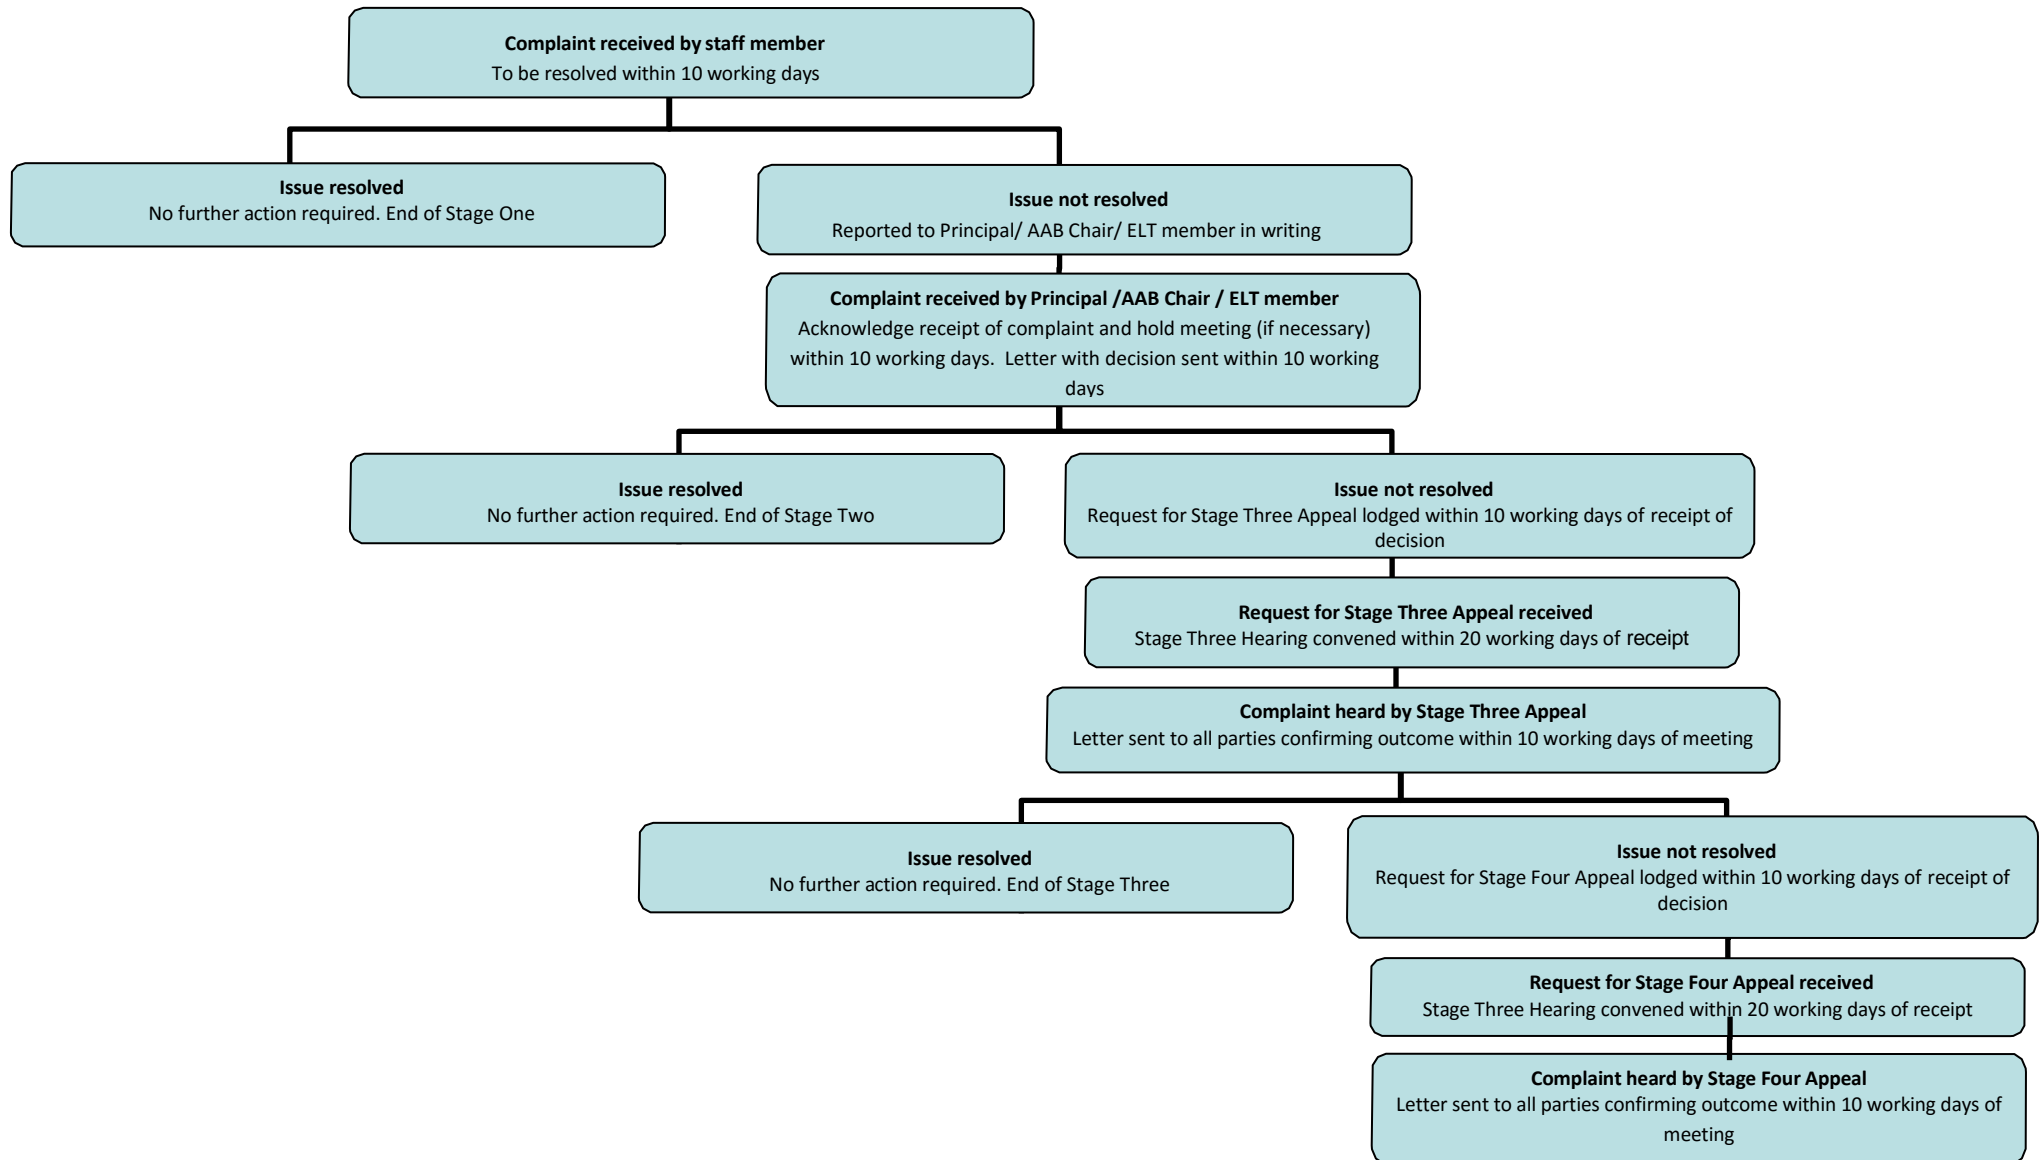 Complaint received by staff member
To be resolved within 10 working days
Issue resolved
No further action required. End of Stage One
Issue not resolved
Reported to Principal/ AAB Chair/ ELT member in writing
Complaint received by Principal /AAB Chair / ELT member
Acknowledge receipt of complaint and hold meeting (if necessary)
within 10 working days.  Letter with decision sent within 10 working
days
Issue resolved
No further action required. End of Stage Two
Issue not resolved
Request for Stage Three Appeal lodged within 10 working days of receipt of
decision
Request for Stage Three Appeal received
Stage Three Hearing convened within 20 working days of receipt
Complaint heard by Stage Three Appeal
Letter sent to all parties confirming outcome within 10 working days of meeting
Issue resolved
No further action required. End of Stage Three
Issue not resolved
Request for Stage Four Appeal lodged within 10 working days of receipt of
decision
Request for Stage Four Appeal received
Stage Three Hearing convened within 20 working days of receipt
Complaint heard by Stage Four Appeal
Letter sent to all parties confirming outcome within 10 working days of
meeting